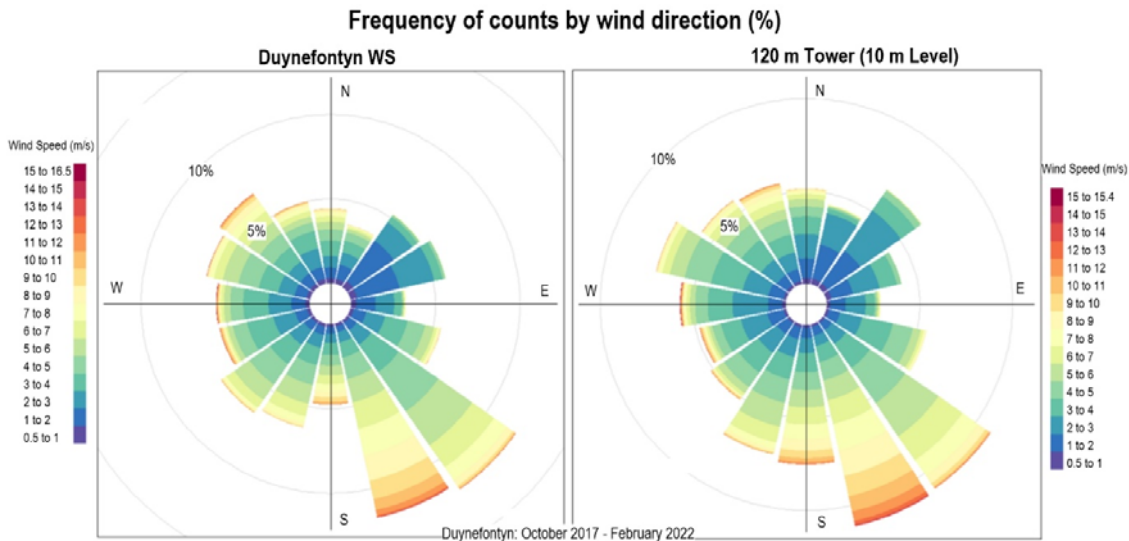 Frequency of counts by wind direction (%)
Duynefontyn WS
120 m Tower (10 m Level)
Wind Speed (m/s)
15 to 16.5
14 to 15
13 to 14
12 to 13
11 to 12
10 to 11
9 to 10
8 to 9
7 to 8
6 to 7
5 to 6
4 to 5
3 to 4
2 to 3
1 to 2
0.5 to 1
N
10%
5%
W
E
S
N
10%
5%
W
E
S
Wind Speed (m/s)
15 to 15.4
14 to 15
13 to 14
12 to 13
11 to 12
10 to 11
9 to 10
8 to 9
7 to 8
6 to 7
5 to 6
4 to 5
3 to 4
2 to 3
1 to 2
0.5 to 1
Duynefontyn: October 2017 - February 2022